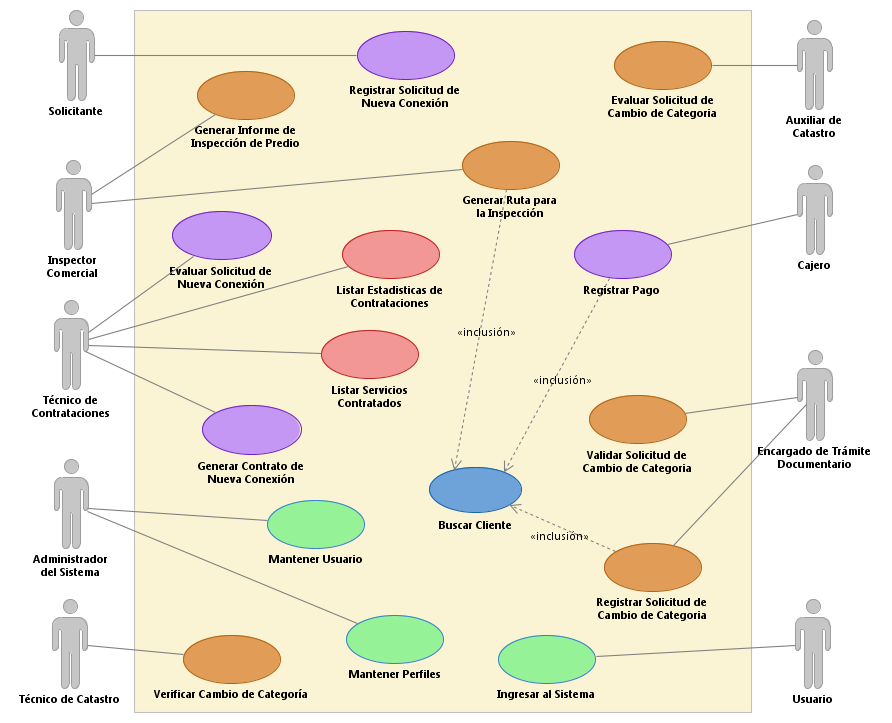 Solicitante
Registrar Solicitud de
Nueva Conexión
Evaluar Solicitud de
Cambio de Categoria
Auxiliar de
Catastro
Generar Informe de
Inspección de Predio
Inspector
Comercial
Generar Ruta para
la Inspección
Cajero
Evaluar Solicitud de
Nueva Conexión
Listar Estadisticas de
Contrataciones
Registrar Pago
«inclusión»
Técnico de
Contrataciones
Listar Servicios
Contratados
«inclusión»
Encargado de Trámite
Documentario
Generar Contrato de
Nueva Conexión
Validar Solicitud de
Cambio de Categoria
Buscar Cliente
«inclusión»
Administrador
del Sistema
Mantener Usuario
Registrar Solicitud de
Cambio de Categoria
Técnico de Catastro
Verificar Cambio de Categoría
Mantener Perfiles
Ingresar al Sistema
Usuario